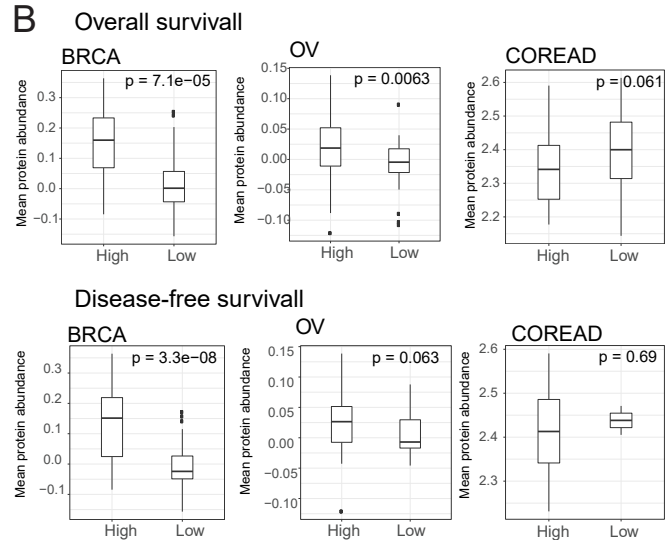 B
Overall survivall
BRCA
OV
COREAD
Mean protein abundance
0.3
0.2
0.1
0.0
−0.1
p = 7.1e−05
High
Low
Mean protein abundance
0.15
0.10
0.05
0.00
−0.05
−0.10
p = 0.0063
High
Low
Mean protein abundance
2.6
2.5
2.4
2.3
2.2
p = 0.061
High
Low
Disease-free survivall
BRCA
OV
COREAD
Mean protein abundance
0.3
0.2
0.1
0.0
−0.1
p = 3.3e−08
High
Low
Mean protein abundance
0.15
0.10
0.05
0.00
−0.05
−0.10
p = 0.063
High
Low
Mean protein abundance
2.6
2.5
2.4
2.3
p = 0.69
High
Low